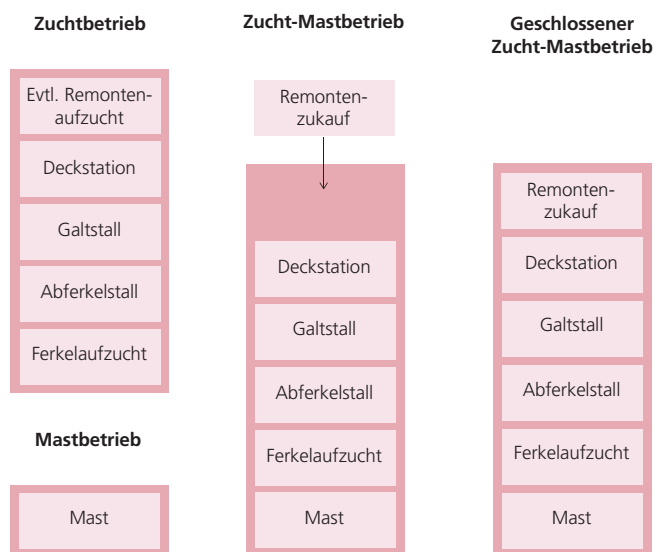 Zuchtbetrieb
Evtl. Remonten-
aufzucht
Deckstation
Galtstall
Abferkelstall
Ferkelaufzucht
Mastbetrieb
Mast
Zucht-Mastbetrieb
Remonten-
zukauf
Deckstation
Galtstall
Abferkelstall
Ferkelaufzucht
Mast
Geschlossener
Zucht-Mastbetrieb
Remonten-
zukauf
Deckstation
Galtstall
Abferkelstall
Ferkelaufzucht
Mast